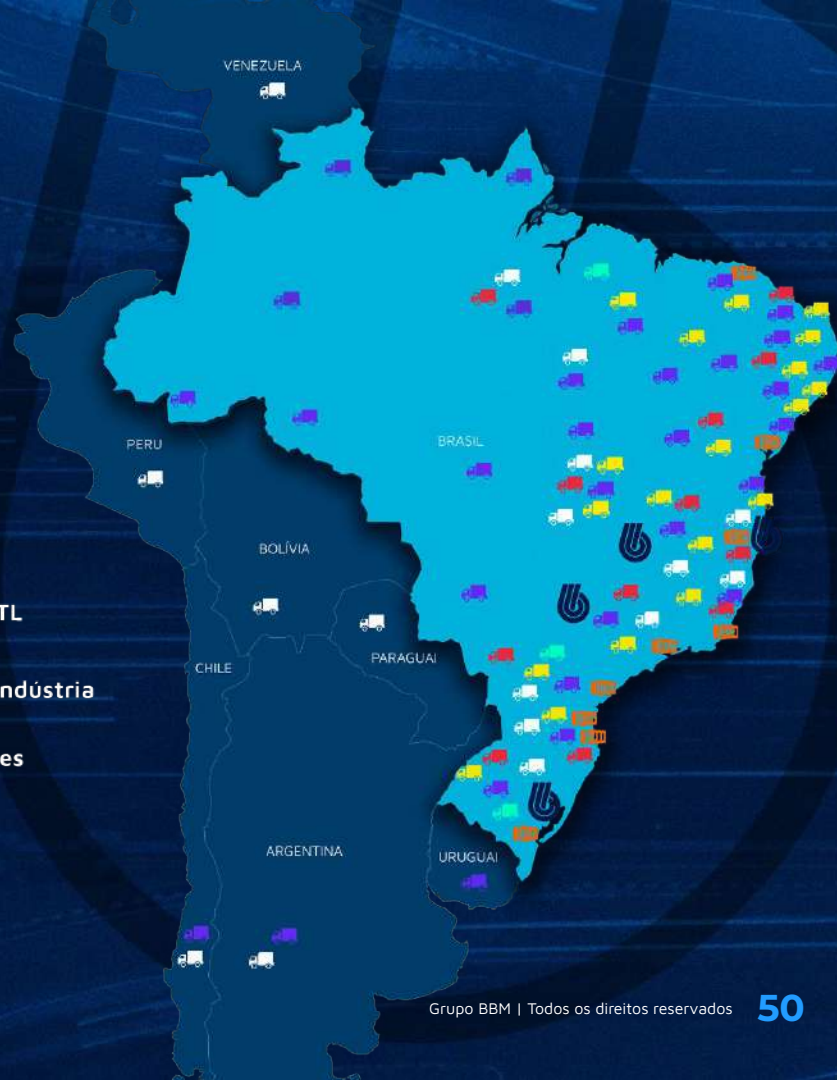 VENEZUELA
PERU
BRASIL
BOLÍVIA
TL
CHILE
PARAGUAI
ndústria
es
ARGENTINA
URUGUAI
Grupo BBM | Todos os direitos reservados 50